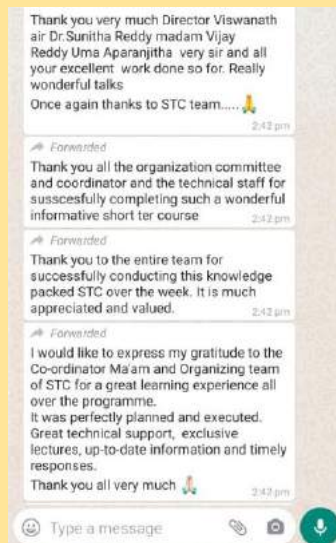 Thank you very much Director Viswanath
air Dr.Sunitha Reddy madam Vijay
Reddy Uma Aparanjitha very sir and all
your excellent work done so for. Really
wonderful talks
Once again thanks to STC team.....🙏
2:42 pm
Forwarded
Thank you all the organization committee
and coordinator and the technical staff for
susscesfully completing such a wonderful
informative short ter course
2:42 pm
Forwarded
Thank you to the entire team for
successfully conducting this knowledge
packed STC over the week. It is much
appreciated and valued.
2:42 pm
Forwarded
I would like to express my gratitude to the
Co-ordinator Ma'am and Organizing team
of STC for a great learning experience all
over the programme.
It was perfectly planned and executed.
Great technical support, exclusive
lectures, up-to-date information and timely
responses.
Thank you all very much 🙏🏻
2:42 pm
Type a message